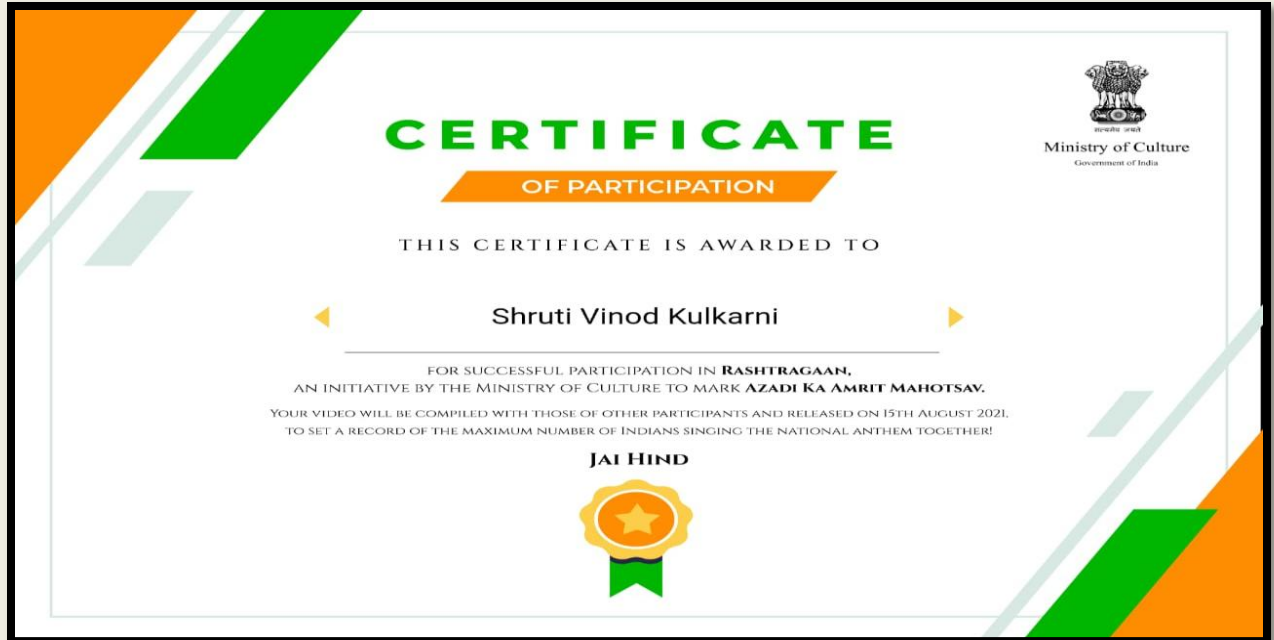 सत्यमेव जयते
Ministry of Culture
Government of India
CERTIFICATE
OF PARTICIPATION
THIS CERTIFICATE IS AWARDED TO
Shruti Vinod Kulkarni
FOR SUCCESSFUL PARTICIPATION IN RASHTRAGAAN,
AN INITIATIVE BY THE MINISTRY OF CULTURE TO MARK AZADI KA AMRIT MAHOTSAV.
YOUR VIDEO WILL BE COMPILED WITH THOSE OF OTHER PARTICIPANTS AND RELEASED ON 15TH AUGUST 2021,
TO SET A RECORD OF THE MAXIMUM NUMBER OF INDIANS SINGING THE NATIONAL ANTHEM TOGETHER!
JAI HIND